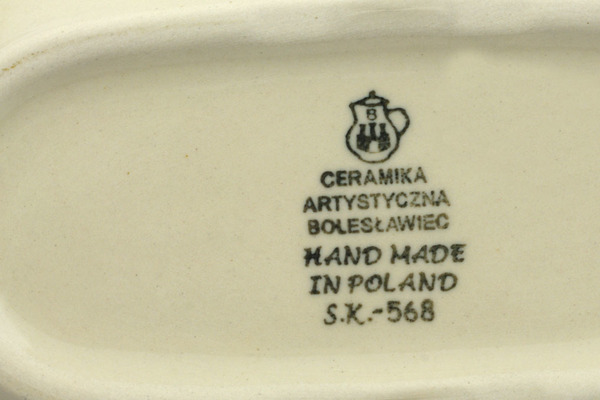 B
CERAMIKA
ARTYSTYCZNA
BOLESŁAWIEC
HAND MADE
IN POLAND
S.K.-568